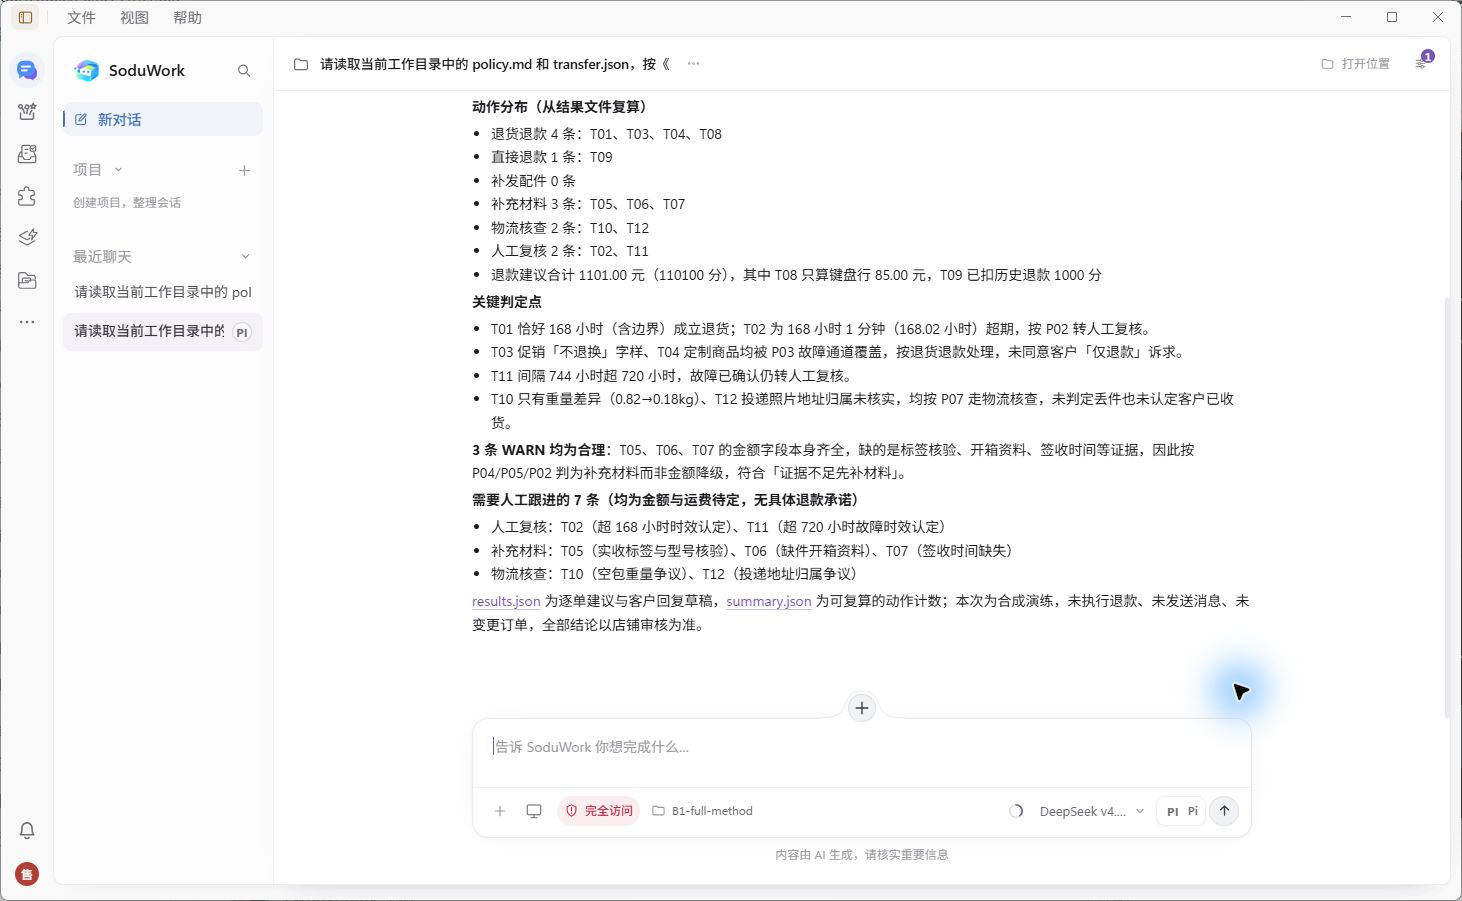 文件 视图 帮助
SoduWork
新对话
项目
创建项目，整理会话
最近聊天
请读取当前工作目录中的 pol
请读取当前工作目录中的 PI
售
请读取当前工作目录中的 policy.md 和 transfer.json，按《 ···
打开位置 1
动作分布（从结果文件复算）
• 退货退款 4 条：T01、T03、T04、T08
• 直接退款 1 条：T09
• 补发配件 0 条
• 补充材料 3 条：T05、T06、T07
• 物流核查 2 条：T10、T12
• 人工复核 2 条：T02、T11
• 退款建议合计 1101.00 元（110100 分），其中 T08 只算键盘行 85.00 元，T09 已扣历史退款 1000 分
关键判定点
• T01 恰好 168 小时（含边界）成立退货；T02 为 168 小时 1 分钟（168.02 小时）超期，按 P02 转人工复核。
• T03 促销「不退换」字样、T04 定制商品均被 P03 故障通道覆盖，按退货退款处理，未同意客户「仅退款」诉求。
• T11 间隔 744 小时超 720 小时，故障已确认仍转人工复核。
• T10 只有重量差异（0.82→0.18kg）、T12 投递照片地址归属未核实，均按 P07 走物流核查，未判定丢件也未认定客户已收
货。
3 条 WARN 均为合理：T05、T06、T07 的金额字段本身齐全，缺的是标签核验、开箱资料、签收时间等证据，因此按
P04/P05/P02 判为补充材料而非金额降级，符合「证据不足先补材料」。
需要人工跟进的 7 条（均为金额与运费待定，无具体退款承诺）
• 人工复核：T02（超 168 小时时效认定）、T11（超 720 小时故障时效认定）
• 补充材料：T05（实收标签与型号核验）、T06（缺件开箱资料）、T07（签收时间缺失）
• 物流核查：T10（空包重量争议）、T12（投递地址归属争议）
results.json 为逐单建议与客户回复草稿，summary.json 为可复算的动作计数；本次为合成演练，未执行退款、未发送消息、未
变更订单，全部结论以店铺审核为准。
告诉 SoduWork 你想完成什么...
完全访问 B1-full-method DeepSeek v4.... PI Pi
内容由 AI 生成，请核实重要信息